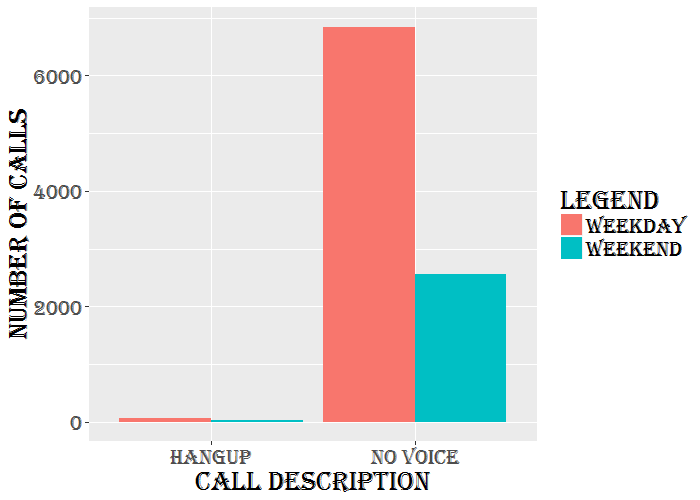 NUMBER OF CALLS
6000
4000
2000
0
HANGUP
NO VOICE
CALL DESCRIPTION
LEGEND
WEEKDAY
WEEKEND